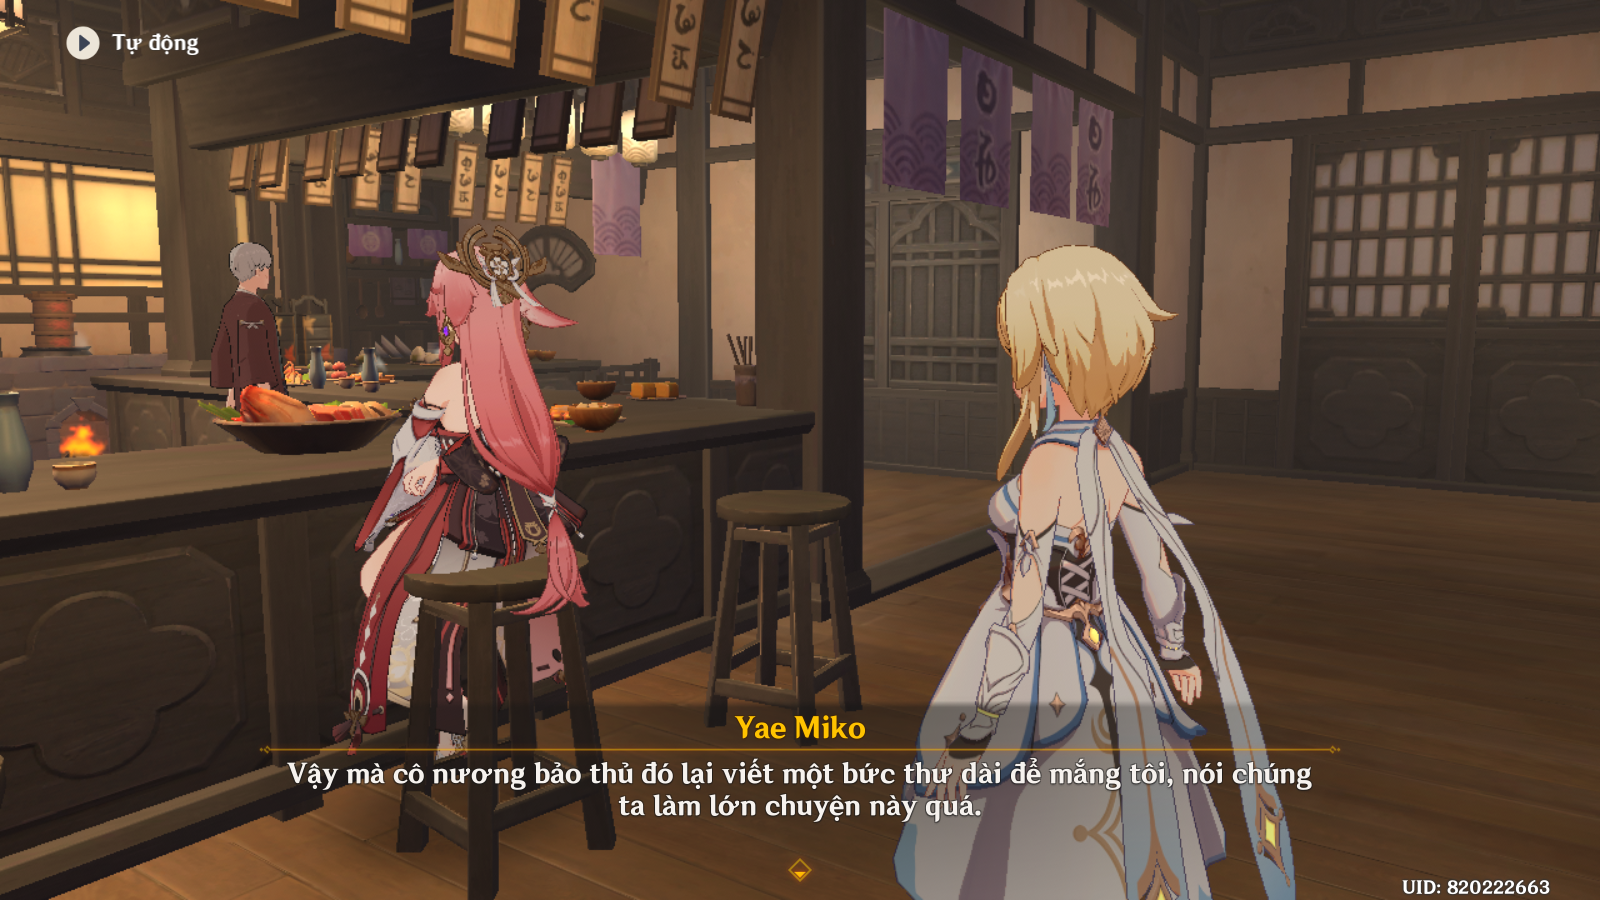 Tự động
Yae Miko
Vậy mà cô nương bảo thủ đó lại viết một bức thư dài để mắng tôi, nói chúng
ta làm lớn chuyện này quá.
UID: 820222663